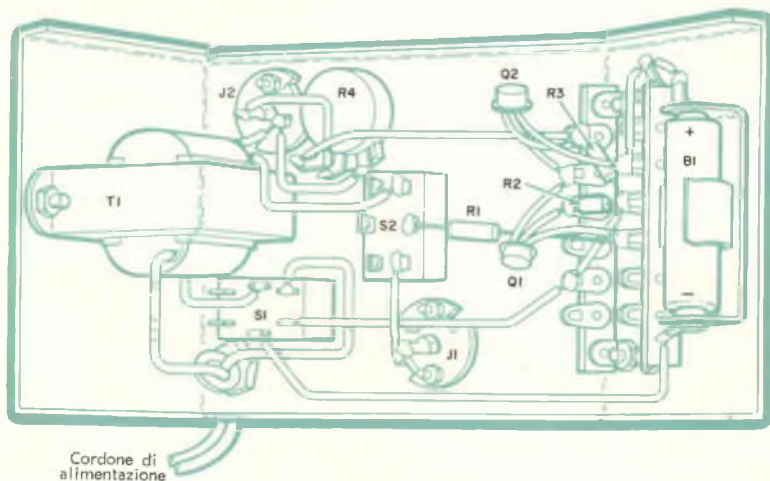 J2
R4
Q2
R3
+
B1
T1
R2
S2
R1
Q1
-
S1
J1
Cordone di
alimentazione